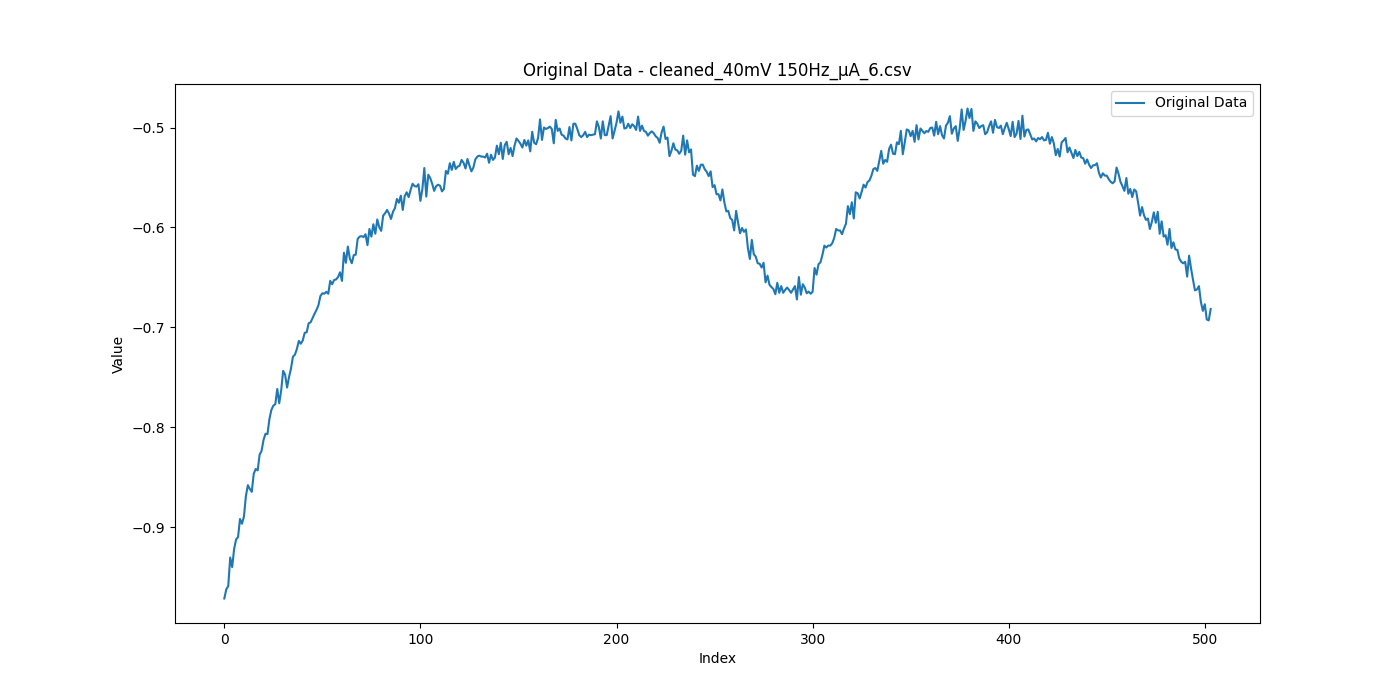 Original Data - cleaned_40mV 150Hz_µA_6.csv
Original Data
−0.5
−0.6
−0.7
−0.8
−0.9
Value
0 100 200 300 400 500
Index